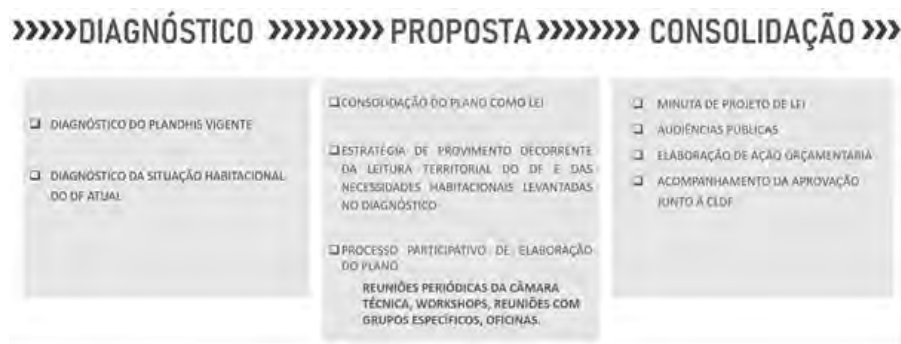 »»»DIAGNÓSTICO »»»»» PROPOSTA »»»»» CONSOLIDAÇÃO »»
❑ DIAGNÓSTICO DO PLANDHIS VIGENTE
❑ DIAGNÓSTICO DA SITUAÇÃO HABITACIONAL
DO DF ATUAL
❑CONSOLIDAÇÃO DO PLANO COMO LEI
❑ESTRATÉGIA DE PROVIMENTO DECORRENTE
DA LEITURA TERRITORIAL DO DF E DAS
NECESSIDADES HABITACIONAIS LEVANTADAS
NO DIAGNÓSTICO
❑PROCESSO PARTICIPATIVO DE ELABORAÇÃO
DO PLANO
REUNIÕES PERIÓDICAS DA CÂMARA
TÉCNICA, WORKSHOPS, REUNIÕES COM
GRUPOS ESPECÍFICOS, OFICINAS.
❑ MINUTA DE PROJETO DE LEI
❑ AUDIÊNCIAS PÚBLICAS
❑ ELABORAÇÃO DE AÇÃO ORÇAMENTARIA
❑ ACOMPANHAMENTO DA APROVAÇÃO
JUNTO À CLDF